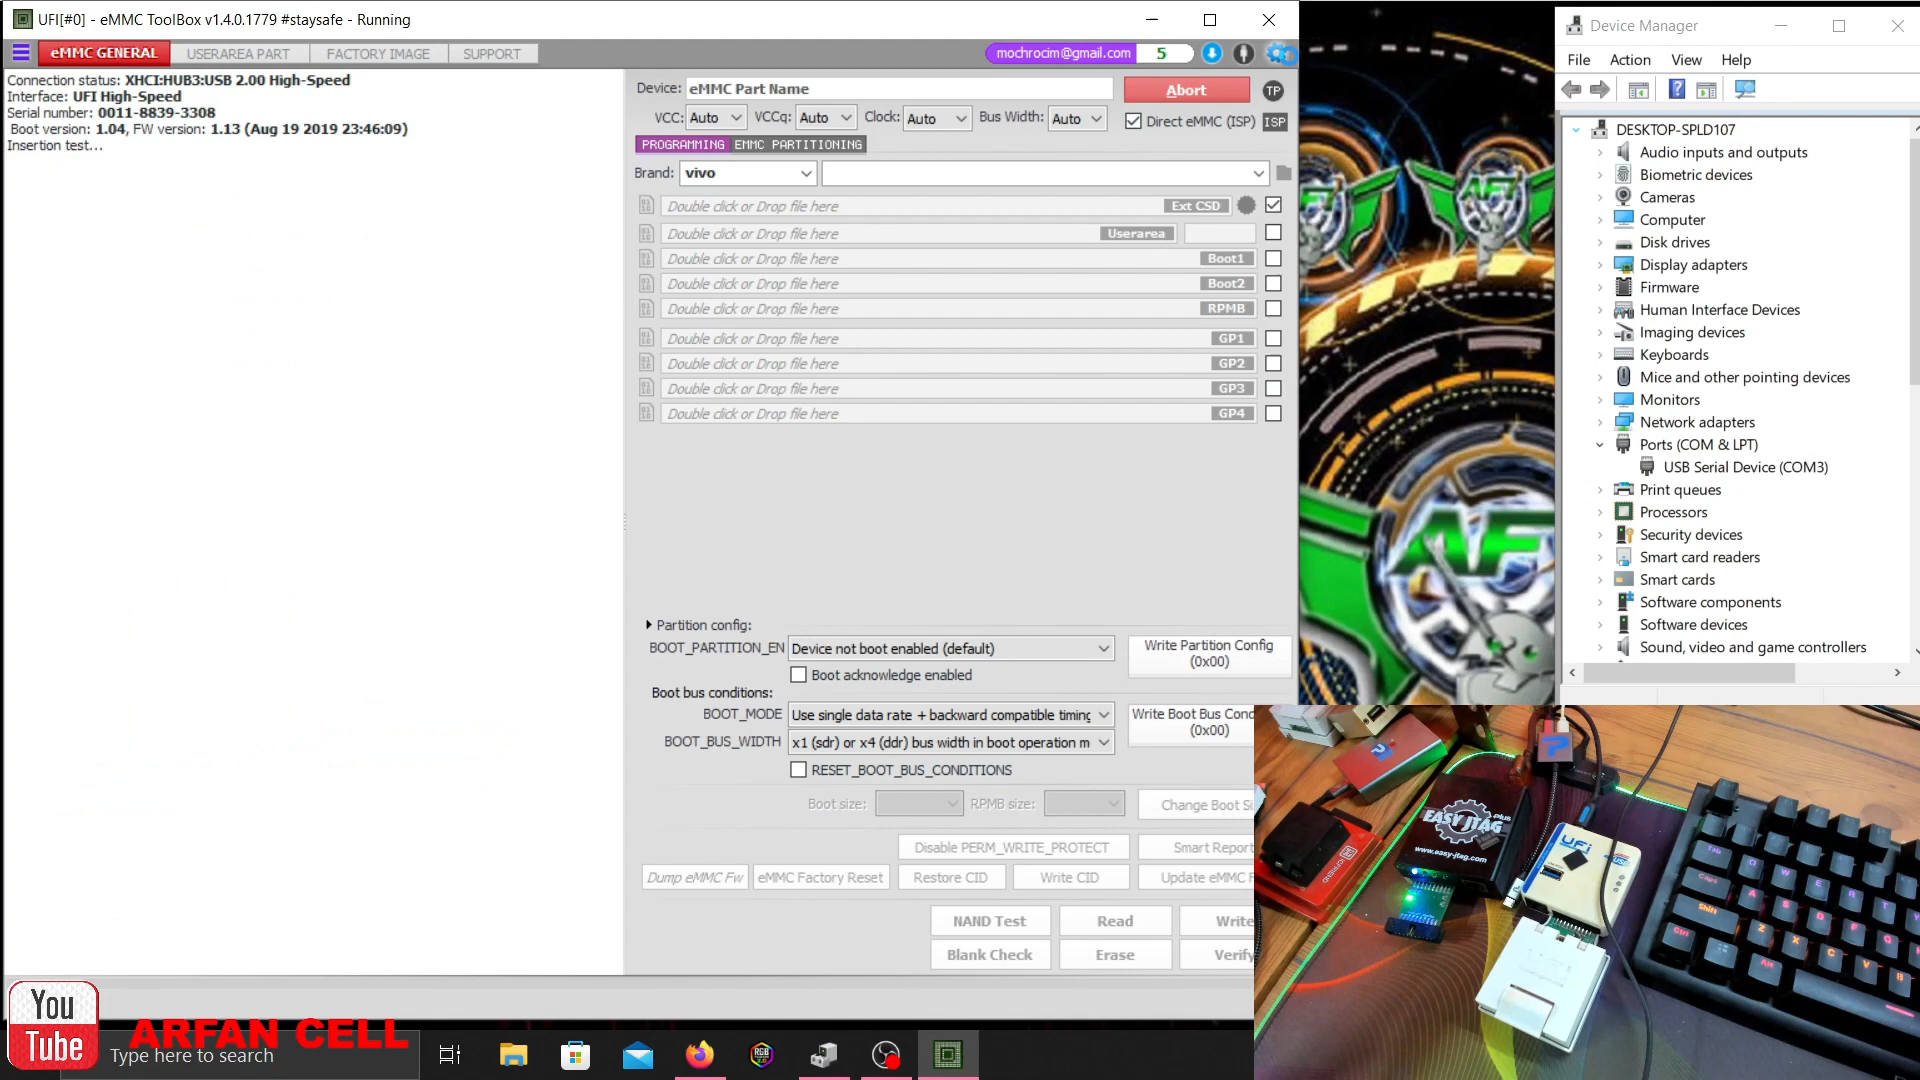 UFI[#0] - eMMC ToolBox v1.4.0.1779 #staysafe - Running
eMMC GENERAL
USERAREA PART
FACTORY IMAGE
SUPPORT
mochrocim@gmail.com
5
Connection status: XHCI:HUB3:USB 2.00 High-Speed
Interface: UFI High-Speed
Serial number: 0011-8839-3308
Boot version: 1.04, FW version: 1.13 (Aug 19 2019 23:46:09)
Insertion test...
Device: eMMC Part Name
Abort
TP
VCC: Auto VCCq: Auto Clock: Auto Bus Width: Auto Direct eMMC (ISP) ISP
PROGRAMMING EMMC PARTITIONING
Brand: vivo
Double click or Drop file here Ext CSD
Double click or Drop file here Userarea
Double click or Drop file here Boot1
Double click or Drop file here Boot2
Double click or Drop file here RPMB
Double click or Drop file here GP1
Double click or Drop file here GP2
Double click or Drop file here GP3
Double click or Drop file here GP4
Partition config:
BOOT_PARTITION_EN Device not boot enabled (default)
Write Partition Config
(0x00)
Boot acknowledge enabled
Boot bus conditions:
BOOT_MODE Use single data rate + backward compatible timing
Write Boot Bus Cond
(0x00)
BOOT_BUS_WIDTH x1 (sdr) or x4 (ddr) bus width in boot operation m
RESET_BOOT_BUS_CONDITIONS
Boot size: RPMB size: Change Boot Si
Disable PERM_WRITE_PROTECT Smart Report
Dump eMMC Fw eMMC Factory Reset Restore CID Write CID Update eMMC F
NAND Test Read Write
Blank Check Erase Verify
Device Manager
File Action View Help
DESKTOP-SPLD107
Audio inputs and outputs
Biometric devices
Cameras
Computer
Disk drives
Display adapters
Firmware
Human Interface Devices
Imaging devices
Keyboards
Mice and other pointing devices
Monitors
Network adapters
Ports (COM & LPT)
USB Serial Device (COM3)
Print queues
Processors
Security devices
Smart card readers
Smart cards
Software components
Software devices
Sound, video and game controllers
EASY JTAG
plus
www.easy-jtag.com
UFi
You
Tube
ARFAN CELL
Type here to search